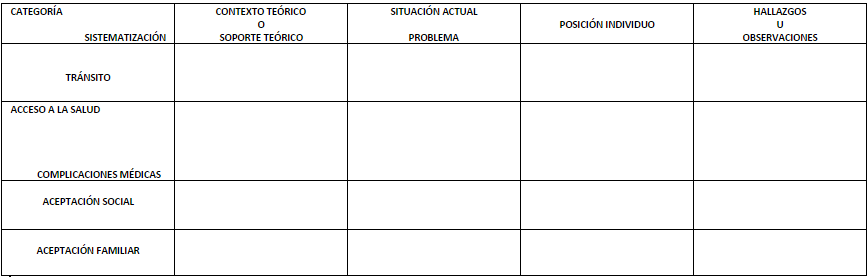 CATEGORÍA
SISTEMATIZACIÓN
CONTEXTO TEÓRICO
O
SOPORTE TEÓRICO
SITUACIÓN ACTUAL
PROBLEMA
POSICIÓN INDIVIDUO
HALLAZGOS
U
OBSERVACIONES
TRÁNSITO
ACCESO A LA SALUD
COMPLICACIONES MÉDICAS
ACEPTACIÓN SOCIAL
ACEPTACIÓN FAMILIAR